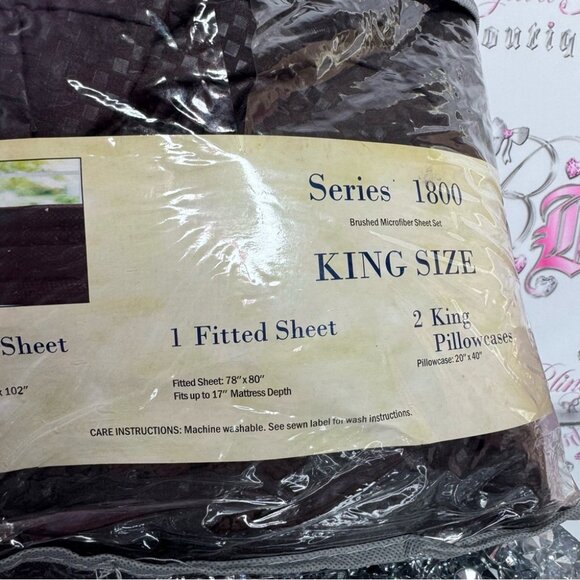 Series 1800
Brushed Microfiber Sheet Set
KING SIZE
Sheet
x 102"
1 Fitted Sheet
Fitted Sheet: 78" x 80"
Fits up to 17" Mattress Depth
2 King
Pillowcases
Pillowcase: 20" x 40"
CARE INSTRUCTIONS: Machine washable. See sewn label for wash instructions.